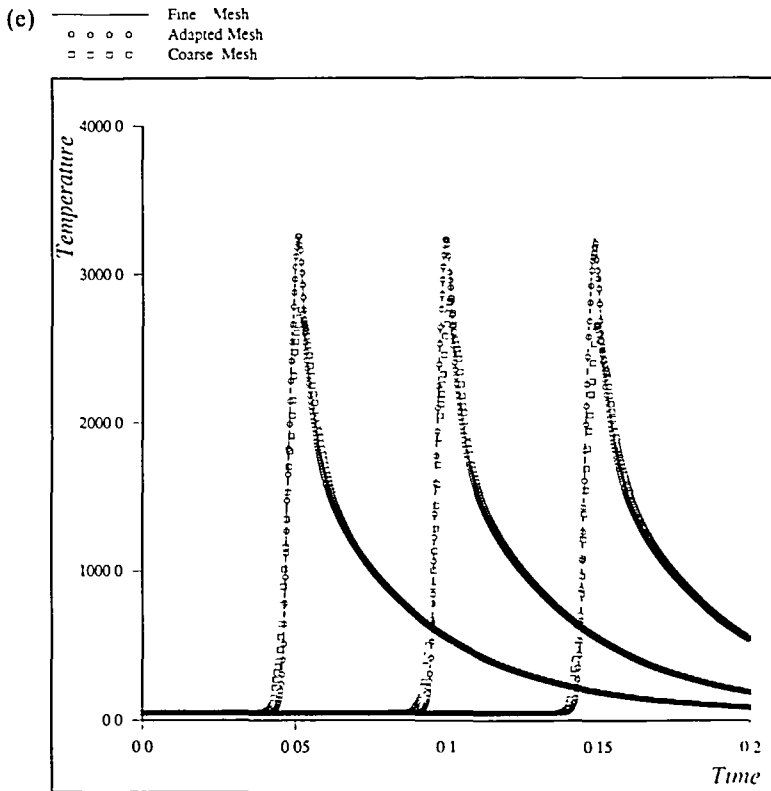 (e)
Fine Mesh
Adapted Mesh
Coarse Mesh
Temperature
4000 0
3000 0
2000 0
1000 0
0 0
0 0
0 05
0 1
0 15
0 2
Time